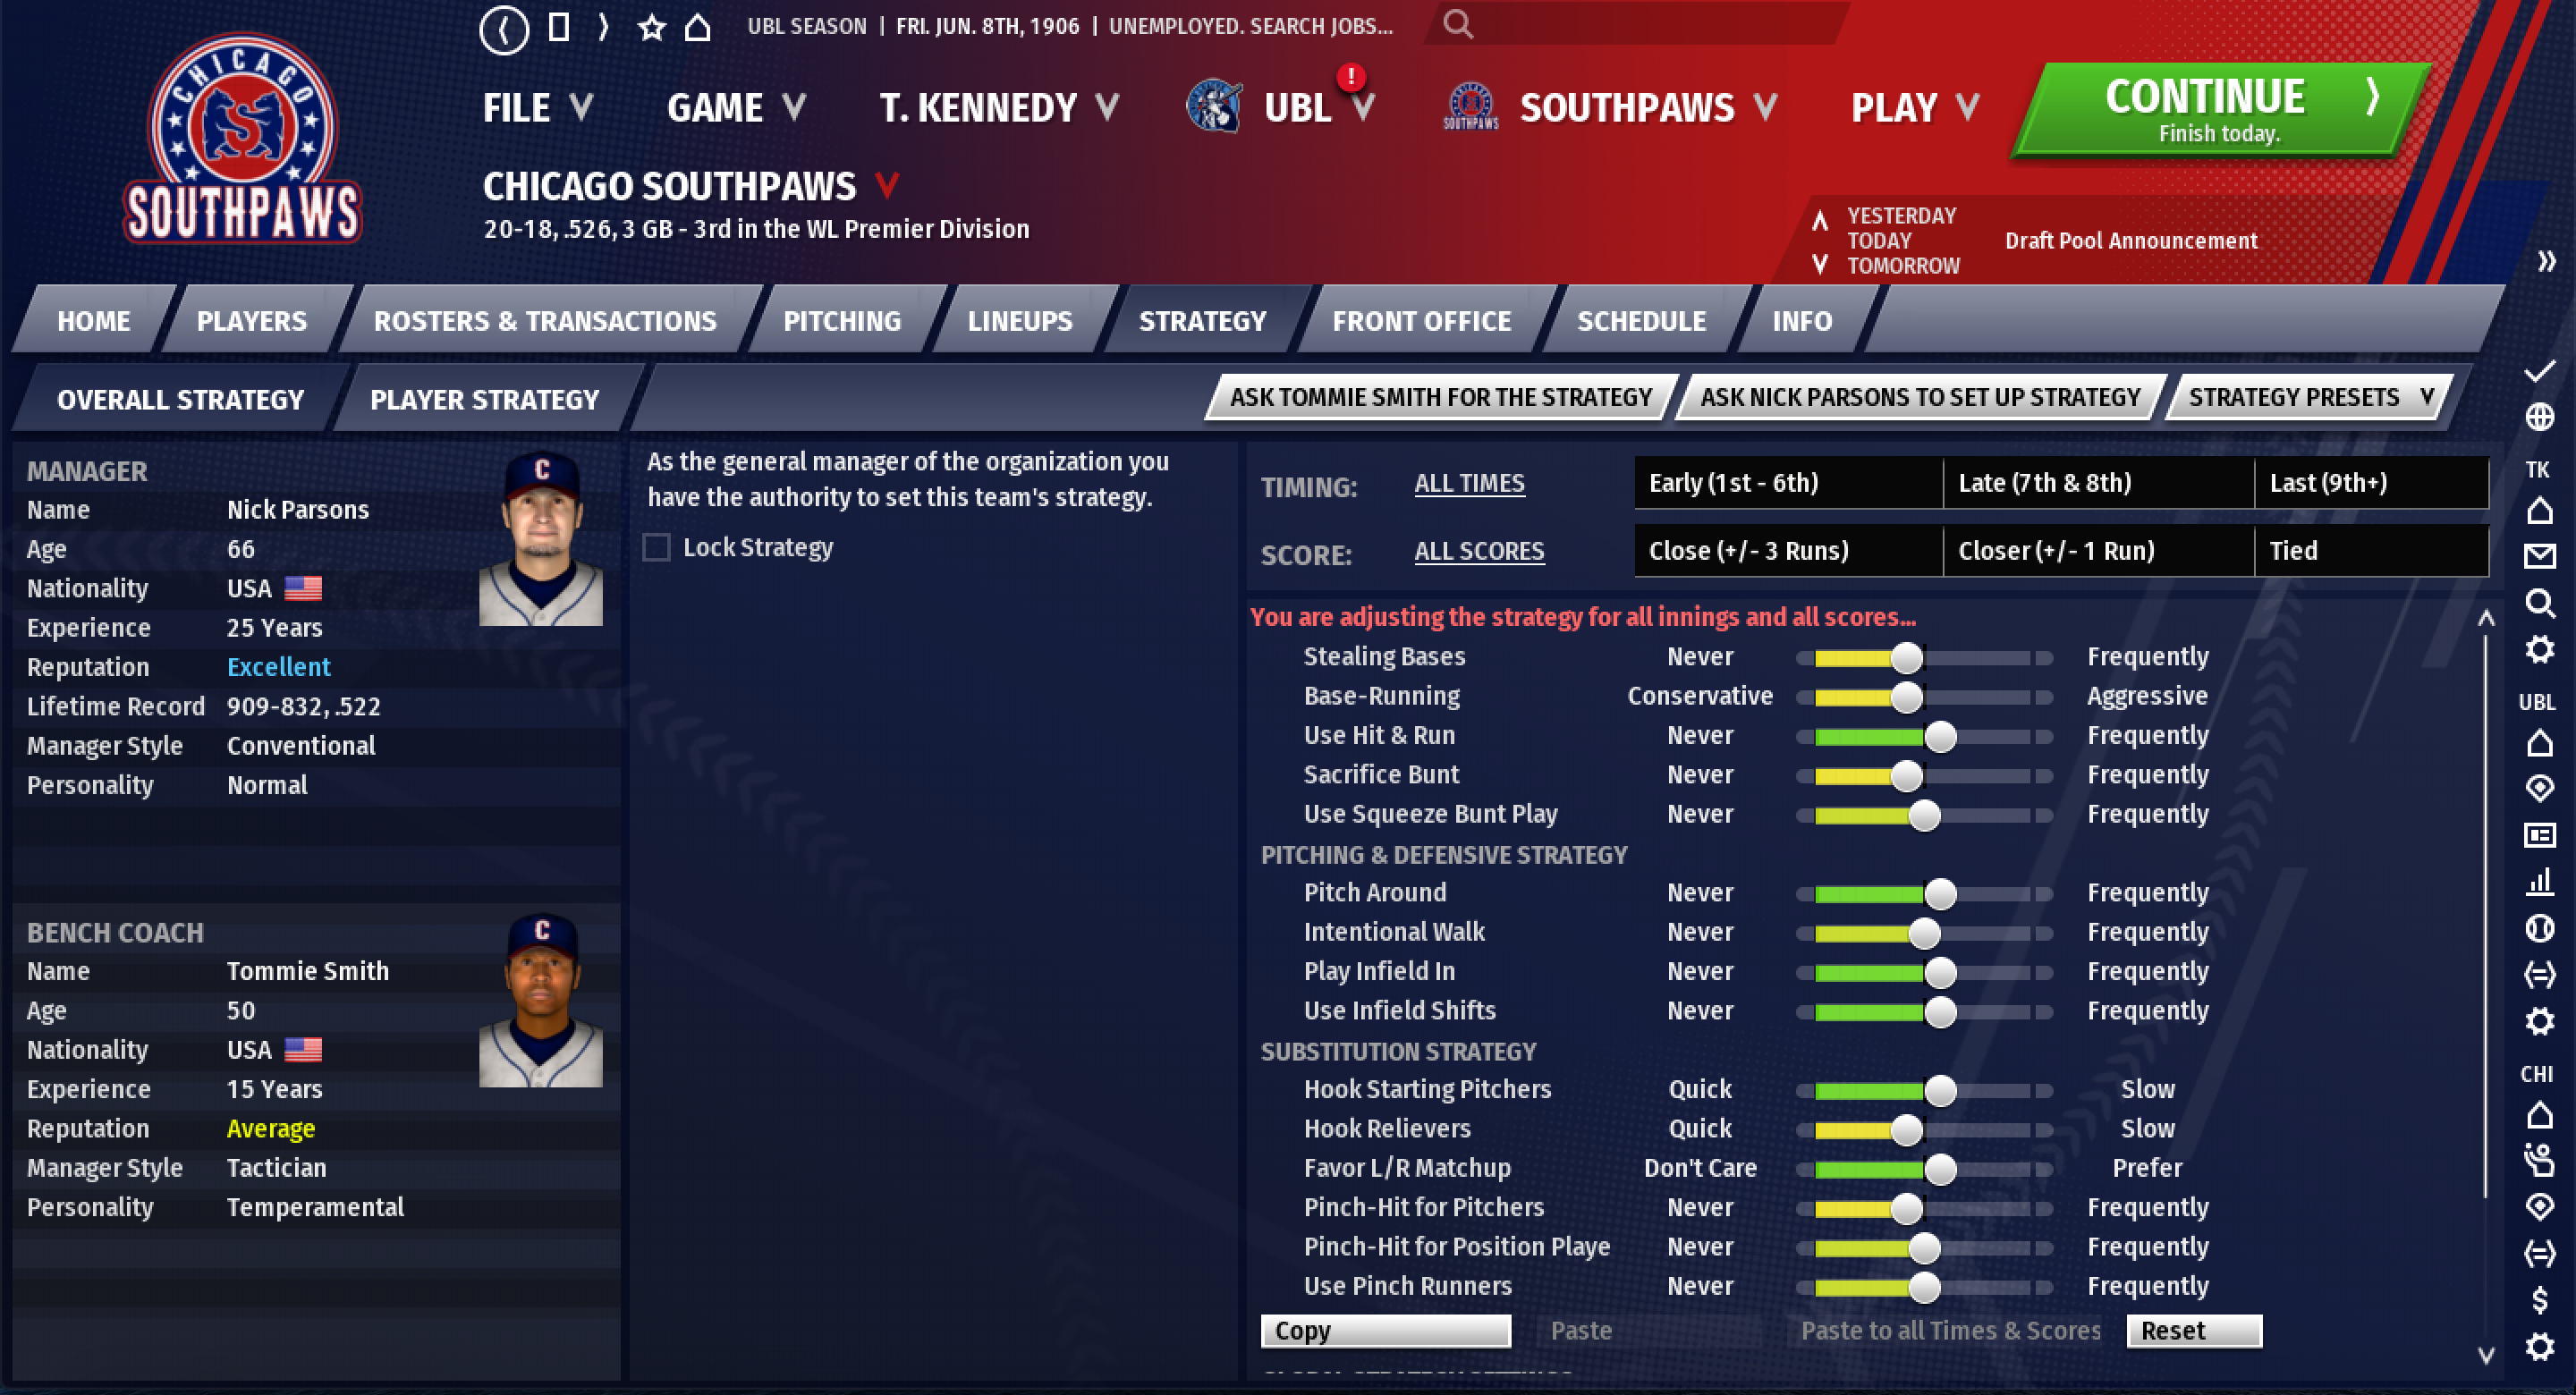 CHICAGO
SOUTHPAWS
UBL SEASON | FRI. JUN. 8TH, 1906 | UNEMPLOYED. SEARCH JOBS...
FILE
GAME
T. KENNEDY
UBL
!
SOUTHPAWS
SOUTHPAWS
PLAY
CONTINUE
Finish today.
CHICAGO SOUTHPAWS
20-18, .526, 3 GB - 3rd in the WL Premier Division
YESTERDAY
TODAY
TOMORROW
Draft Pool Announcement
HOME
PLAYERS
ROSTERS & TRANSACTIONS
PITCHING
LINEUPS
STRATEGY
FRONT OFFICE
SCHEDULE
INFO
OVERALL STRATEGY
PLAYER STRATEGY
ASK TOMMIE SMITH FOR THE STRATEGY
ASK NICK PARSONS TO SET UP STRATEGY
STRATEGY PRESETS
MANAGER
Name Nick Parsons
Age 66
Nationality USA
Experience 25 Years
Reputation Excellent
Lifetime Record 909-832, .522
Manager Style Conventional
Personality Normal
C
BENCH COACH
Name Tommie Smith
Age 50
Nationality USA
Experience 15 Years
Reputation Average
Manager Style Tactician
Personality Temperamental
C
As the general manager of the organization you
have the authority to set this team's strategy.
Lock Strategy
TIMING: ALL TIMES Early (1st - 6th) Late (7th & 8th) Last (9th+)
SCORE: ALL SCORES Close (+/- 3 Runs) Closer (+/- 1 Run) Tied
You are adjusting the strategy for all innings and all scores...
Stealing Bases Never Frequently
Base-Running Conservative Aggressive
Use Hit & Run Never Frequently
Sacrifice Bunt Never Frequently
Use Squeeze Bunt Play Never Frequently
PITCHING & DEFENSIVE STRATEGY
Pitch Around Never Frequently
Intentional Walk Never Frequently
Play Infield In Never Frequently
Use Infield Shifts Never Frequently
SUBSTITUTION STRATEGY
Hook Starting Pitchers Quick Slow
Hook Relievers Quick Slow
Favor L/R Matchup Don't Care Prefer
Pinch-Hit for Pitchers Never Frequently
Pinch-Hit for Position Playe Never Frequently
Use Pinch Runners Never Frequently
Copy
Paste
Paste to all Times & Scores
Reset
TK
UBL
CHI
$